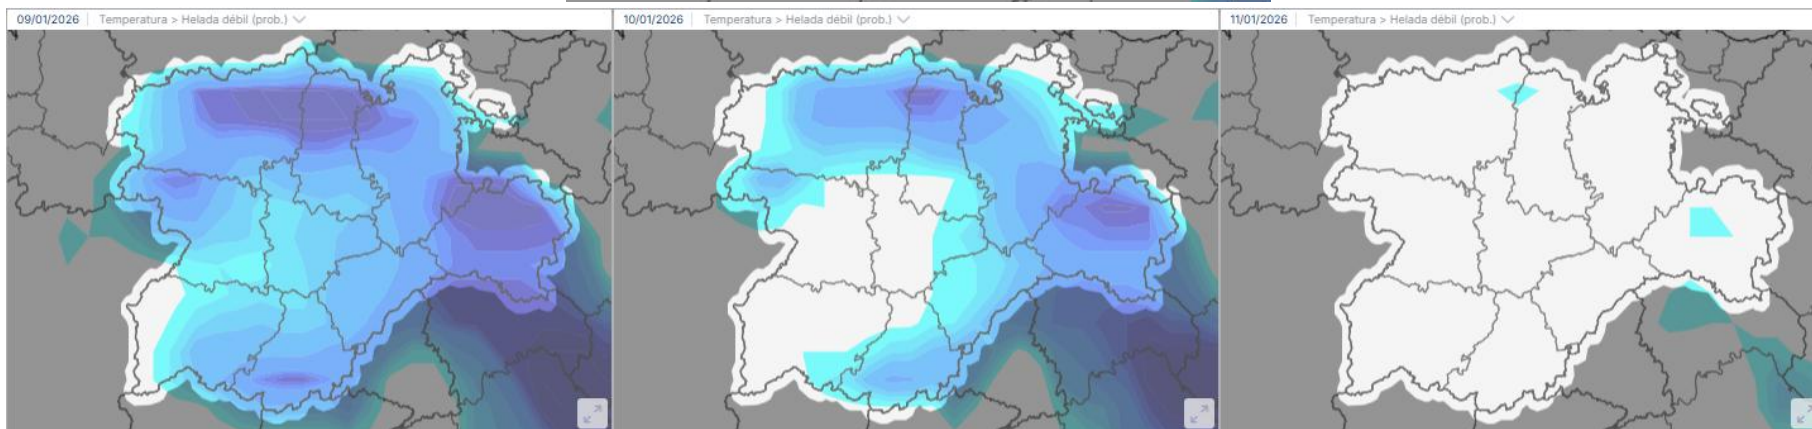 09/01/2026 Temperatura > Helada débil (prob.)
10/01/2026 Temperatura > Helada débil (prob.)
11/01/2026 Temperatura > Helada débil (prob.)